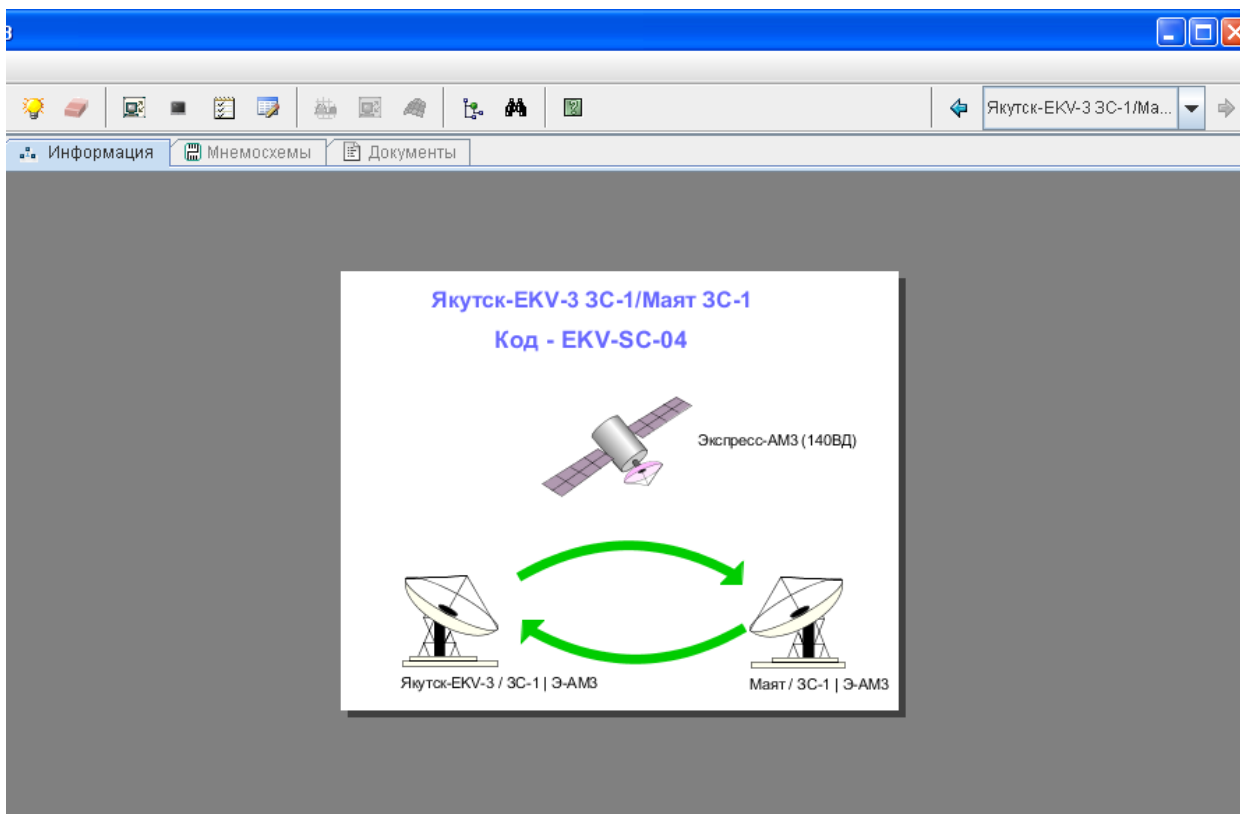 Якутск-EKV-3 ЗС-1/Ма...
Информация
Мнемосхемы
Документы
Якутск-EKV-3 ЗС-1/Маят ЗС-1
Код - EKV-SC-04
Экспресс-АМ3 (140ВД)
Якутск-EKV-3 / ЗС-1 | Э-АМ3
Маят / ЗС-1 | Э-АМ3